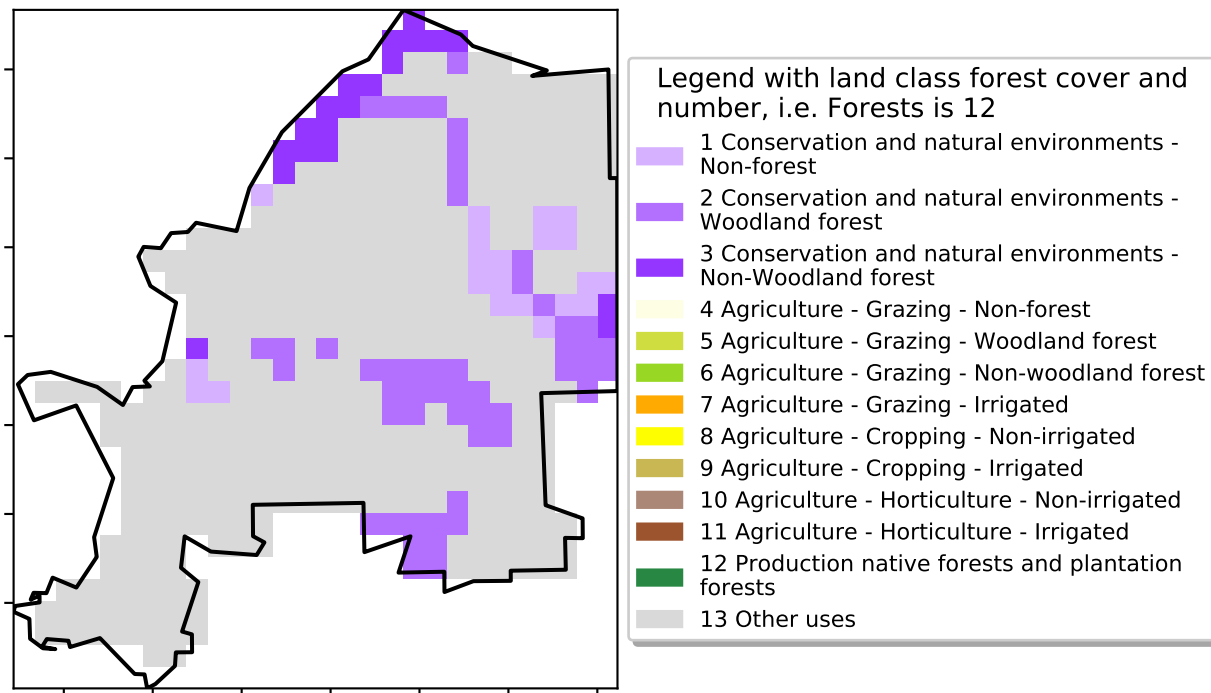 Legend with land class forest cover and
number, i.e. Forests is 12
1 Conservation and natural environments -
Non-forest
2 Conservation and natural environments -
Woodland forest
3 Conservation and natural environments -
Non-Woodland forest
4 Agriculture - Grazing - Non-forest
5 Agriculture - Grazing - Woodland forest
6 Agriculture - Grazing - Non-woodland forest
7 Agriculture - Grazing - Irrigated
8 Agriculture - Cropping - Non-irrigated
9 Agriculture - Cropping - Irrigated
10 Agriculture - Horticulture - Non-irrigated
11 Agriculture - Horticulture - Irrigated
12 Production native forests and plantation
forests
13 Other uses